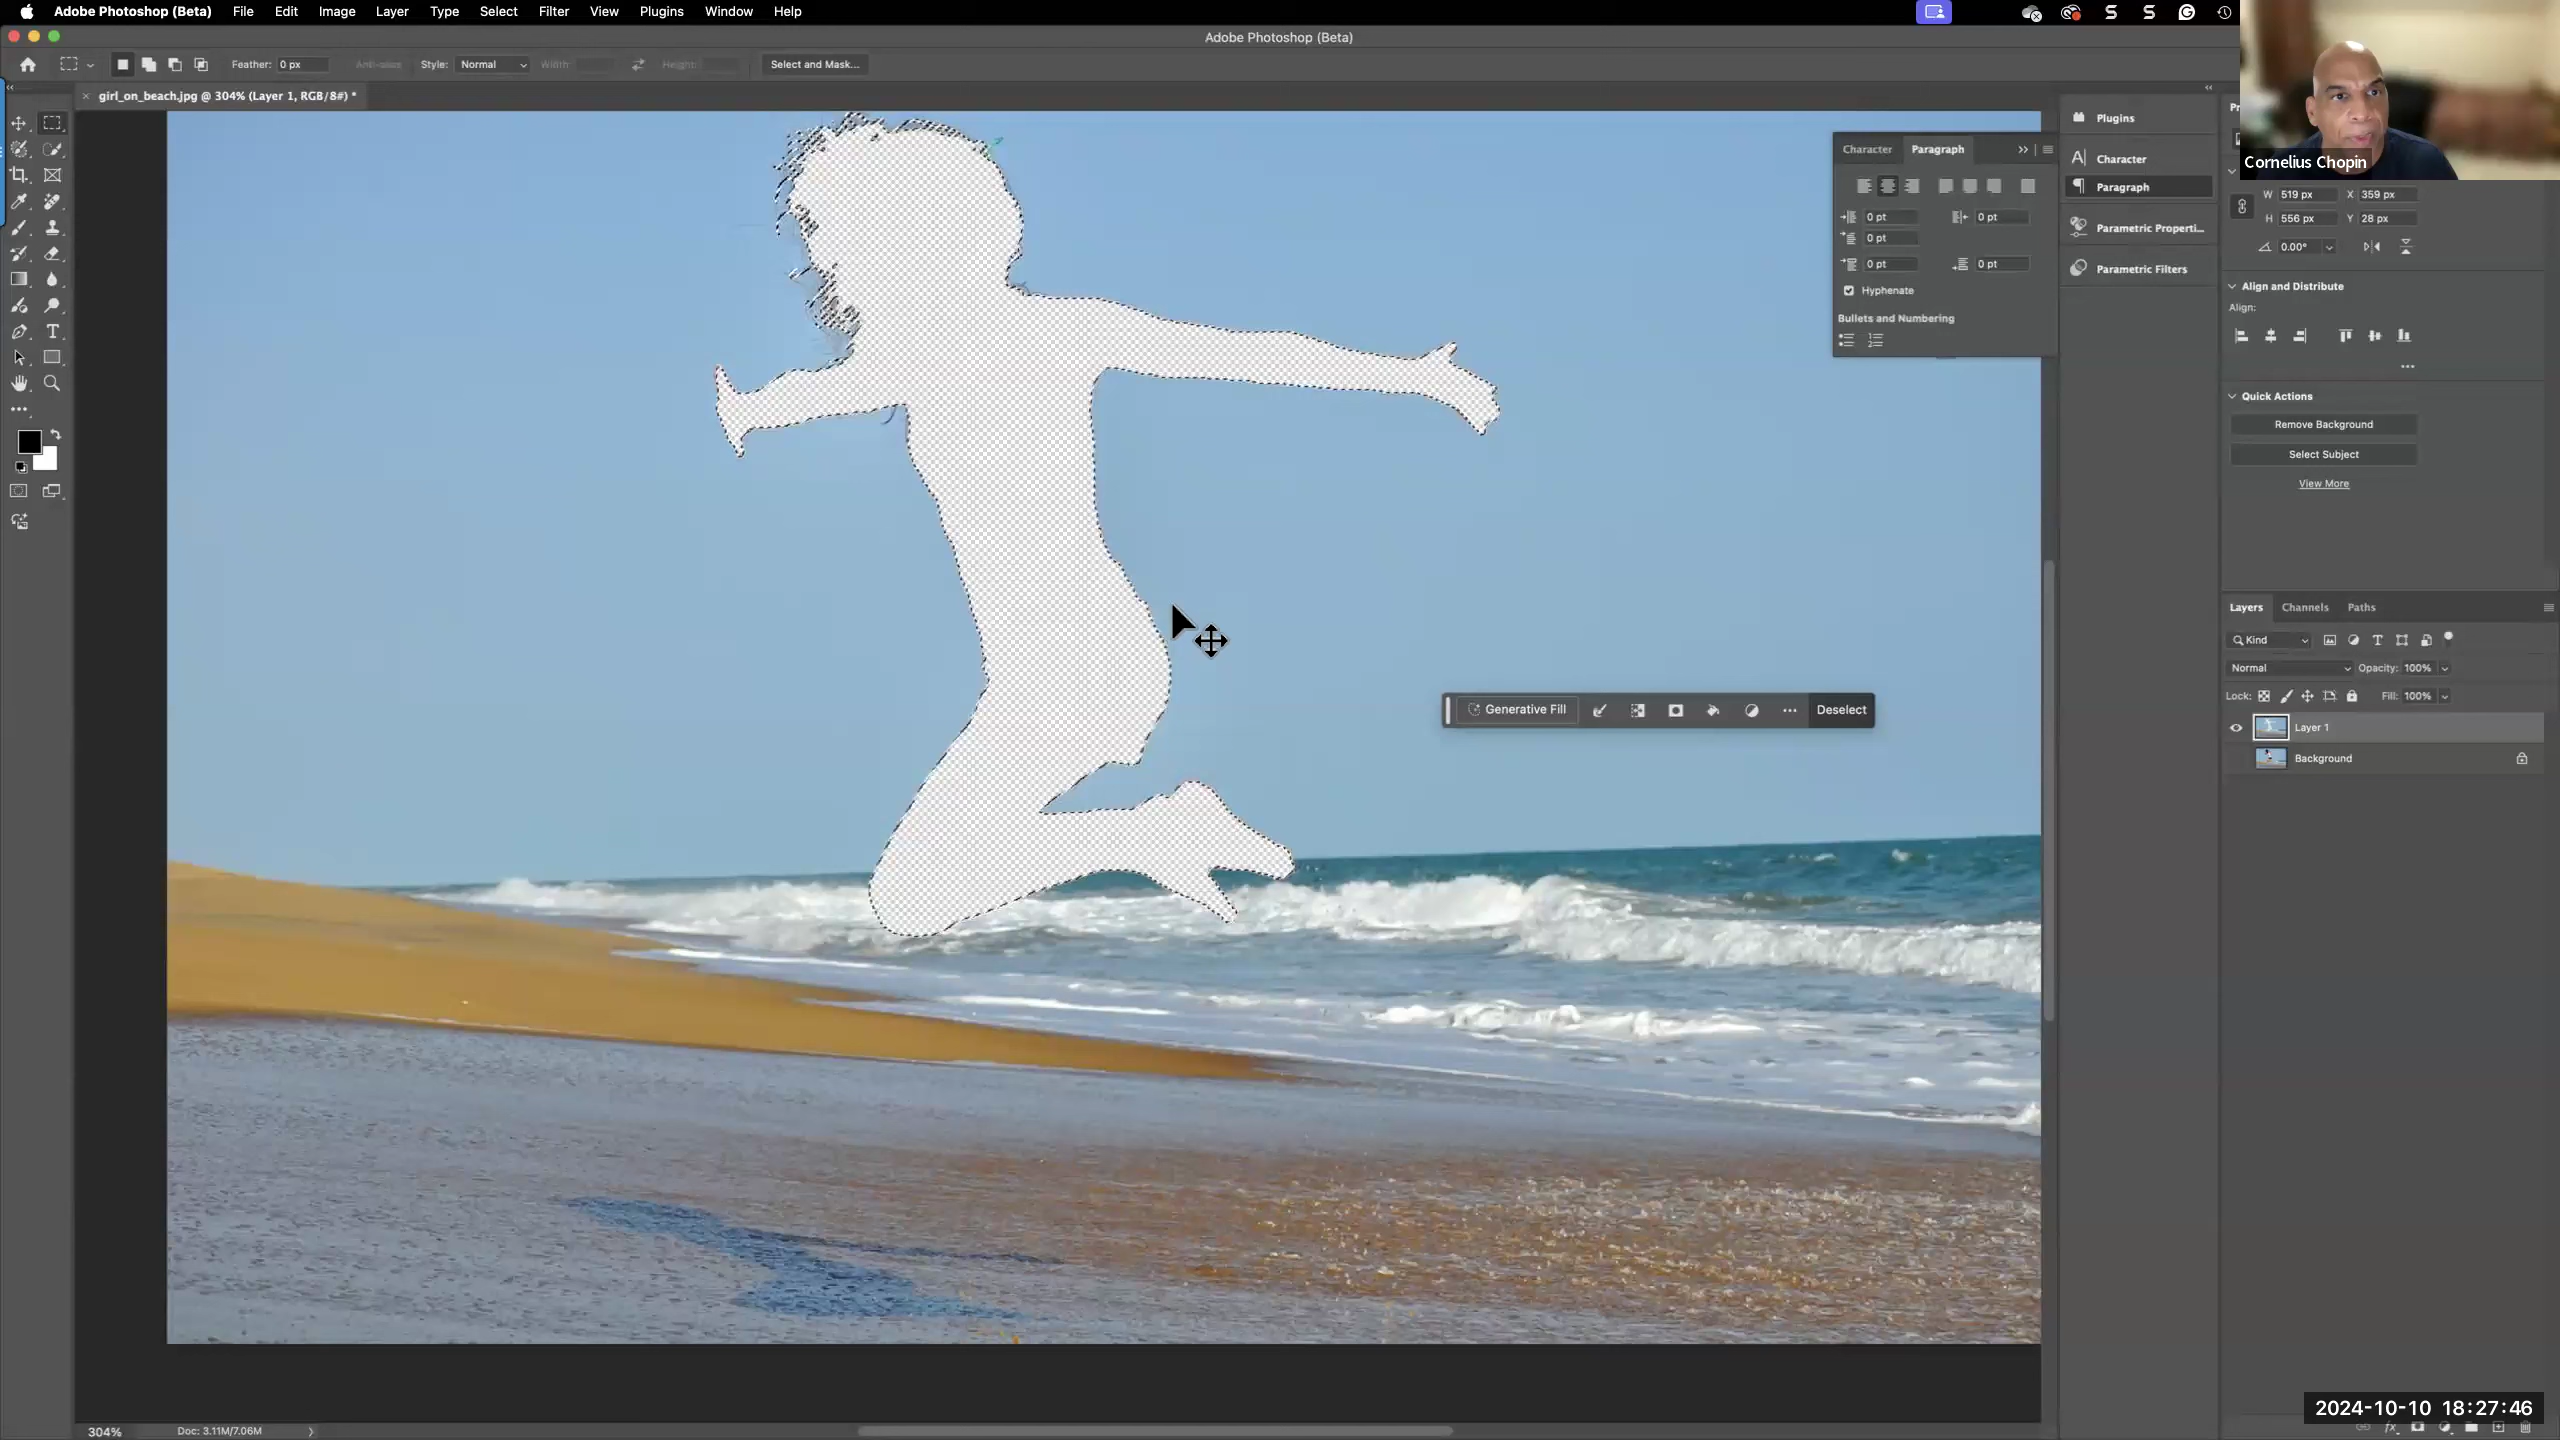 Adobe Photoshop (Beta) File Edit Image Layer Type Select Filter View Plugins Window Help
Adobe Photoshop (Beta)
Feather: 0 px Anti-alias Style: Normal Width: Height: Select and Mask...
girl_on_beach.jpg @ 304% (Layer 1, RGB/8#) *
Cornelius Chopin
Plugins
Character
Paragraph
Parametric Properti...
Parametric Filters
Character Paragraph
0 pt 0 pt
0 pt
0 pt 0 pt
Hyphenate
Bullets and Numbering
W 519 px X 359 px
H 556 px Y 28 px
0.00°
Align and Distribute
Align:
Quick Actions
Remove Background
Select Subject
View More
Generative Fill Deselect
Layers Channels Paths
Kind
Normal Opacity: 100%
Lock: Fill: 100%
Layer 1
Background
304% Doc: 3.11M/7.06M
2024-10-10 18:27:46